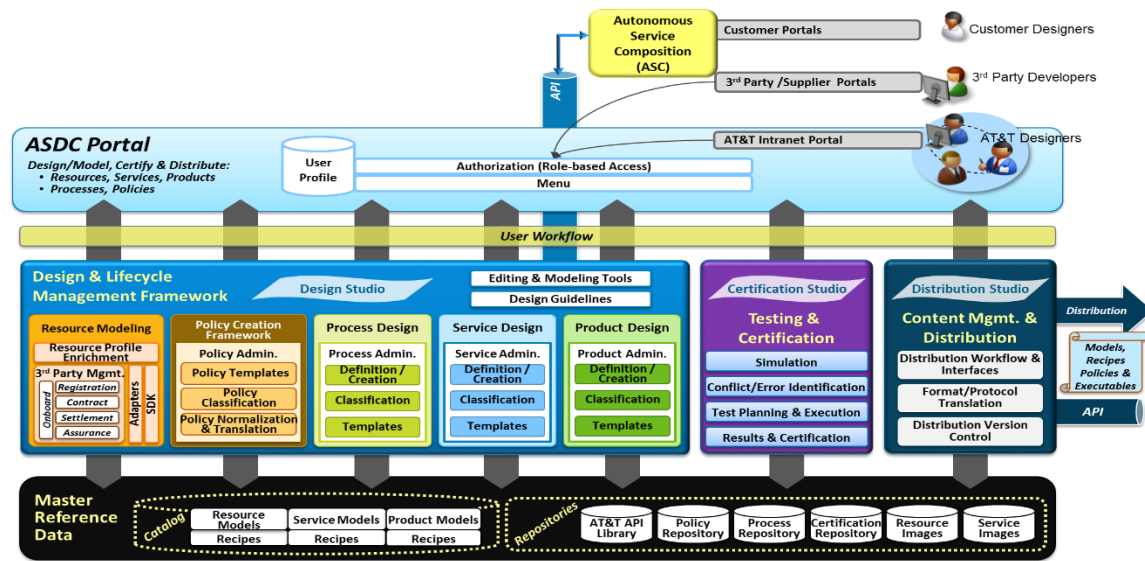 Autonomous
Service
Composition
(ASC)
Customer Portals
Customer Designers
API
3rd Party /Supplier Portals
3rd Party Developers
ASDC Portal
Design/Model, Certify & Distribute:
• Resources, Services, Products
• Processes, Policies
User
Profile
AT&T Intranet Portal
AT&T Designers
Authorization (Role-based Access)
Menu
User Workflow
Design & Lifecycle
Management Framework
Design Studio
Editing & Modeling Tools
Design Guidelines
Resource Modeling
Resource Profile
Enrichment
3rd Party Mgmt.
Onboard
Registration
Contract
Settlement
Assurance
Adapters
SDK
Policy Creation
Framework
Policy Admin.
Policy Templates
Policy
Classification
Policy Normalization
& Translation
Process Design
Process Admin.
Definition /
Creation
Classification
Templates
Service Design
Service Admin.
Definition /
Creation
Classification
Templates
Product Design
Product Admin.
Definition /
Creation
Classification
Templates
Certification Studio
Testing &
Certification
Simulation
Conflict/Error Identification
Test Planning & Execution
Results & Certification
Distribution Studio
Content Mgmt. &
Distribution
Distribution Workflow &
Interfaces
Format/Protocol
Translation
Distribution Version
Control
Distribution
Models,
Recipes
Policies &
Executables
API
Master
Reference
Data
Catalog
Resource
Models
Recipes
Service Models
Recipes
Product Models
Recipes
Repositories
AT&T API
Library
Policy
Repository
Process
Repository
Certification
Repository
Resource
Images
Service
Images